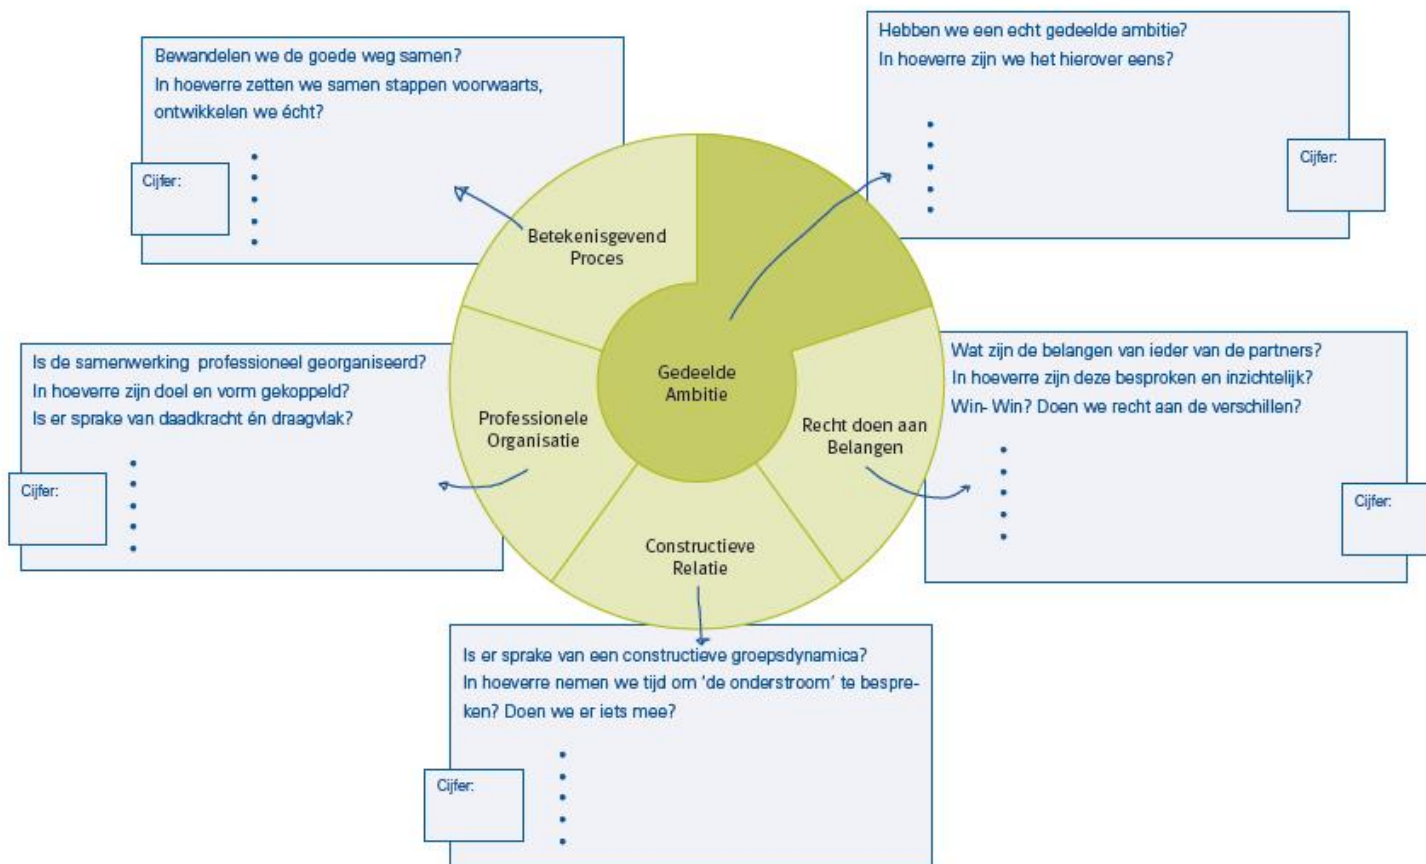 Bewandelen we de goede weg samen?
In hoeverre zetten we samen stappen voorwaarts,
ontwikkelen we écht?
Cijfer:
Hebben we een echt gedeelde ambitie?
In hoeverre zijn we het hierover eens?
Cijfer:
Betekenisgevend
Proces
Gedeelde
Ambitie
Is de samenwerking professioneel georganiseerd?
In hoeverre zijn doel en vorm gekoppeld?
Is er sprake van daadkracht én draagvlak?
Cijfer:
Professionele
Organisatie
Recht doen aan
Belangen
Wat zijn de belangen van ieder van de partners?
In hoeverre zijn deze besproken en inzichtelijk?
Win- Win? Doen we recht aan de verschillen?
Cijfer:
Constructieve
Relatie
Is er sprake van een constructieve groepsdynamica?
In hoeverre nemen we tijd om ‘de onderstroom’ te bespre-
ken? Doen we er iets mee?
Cijfer: